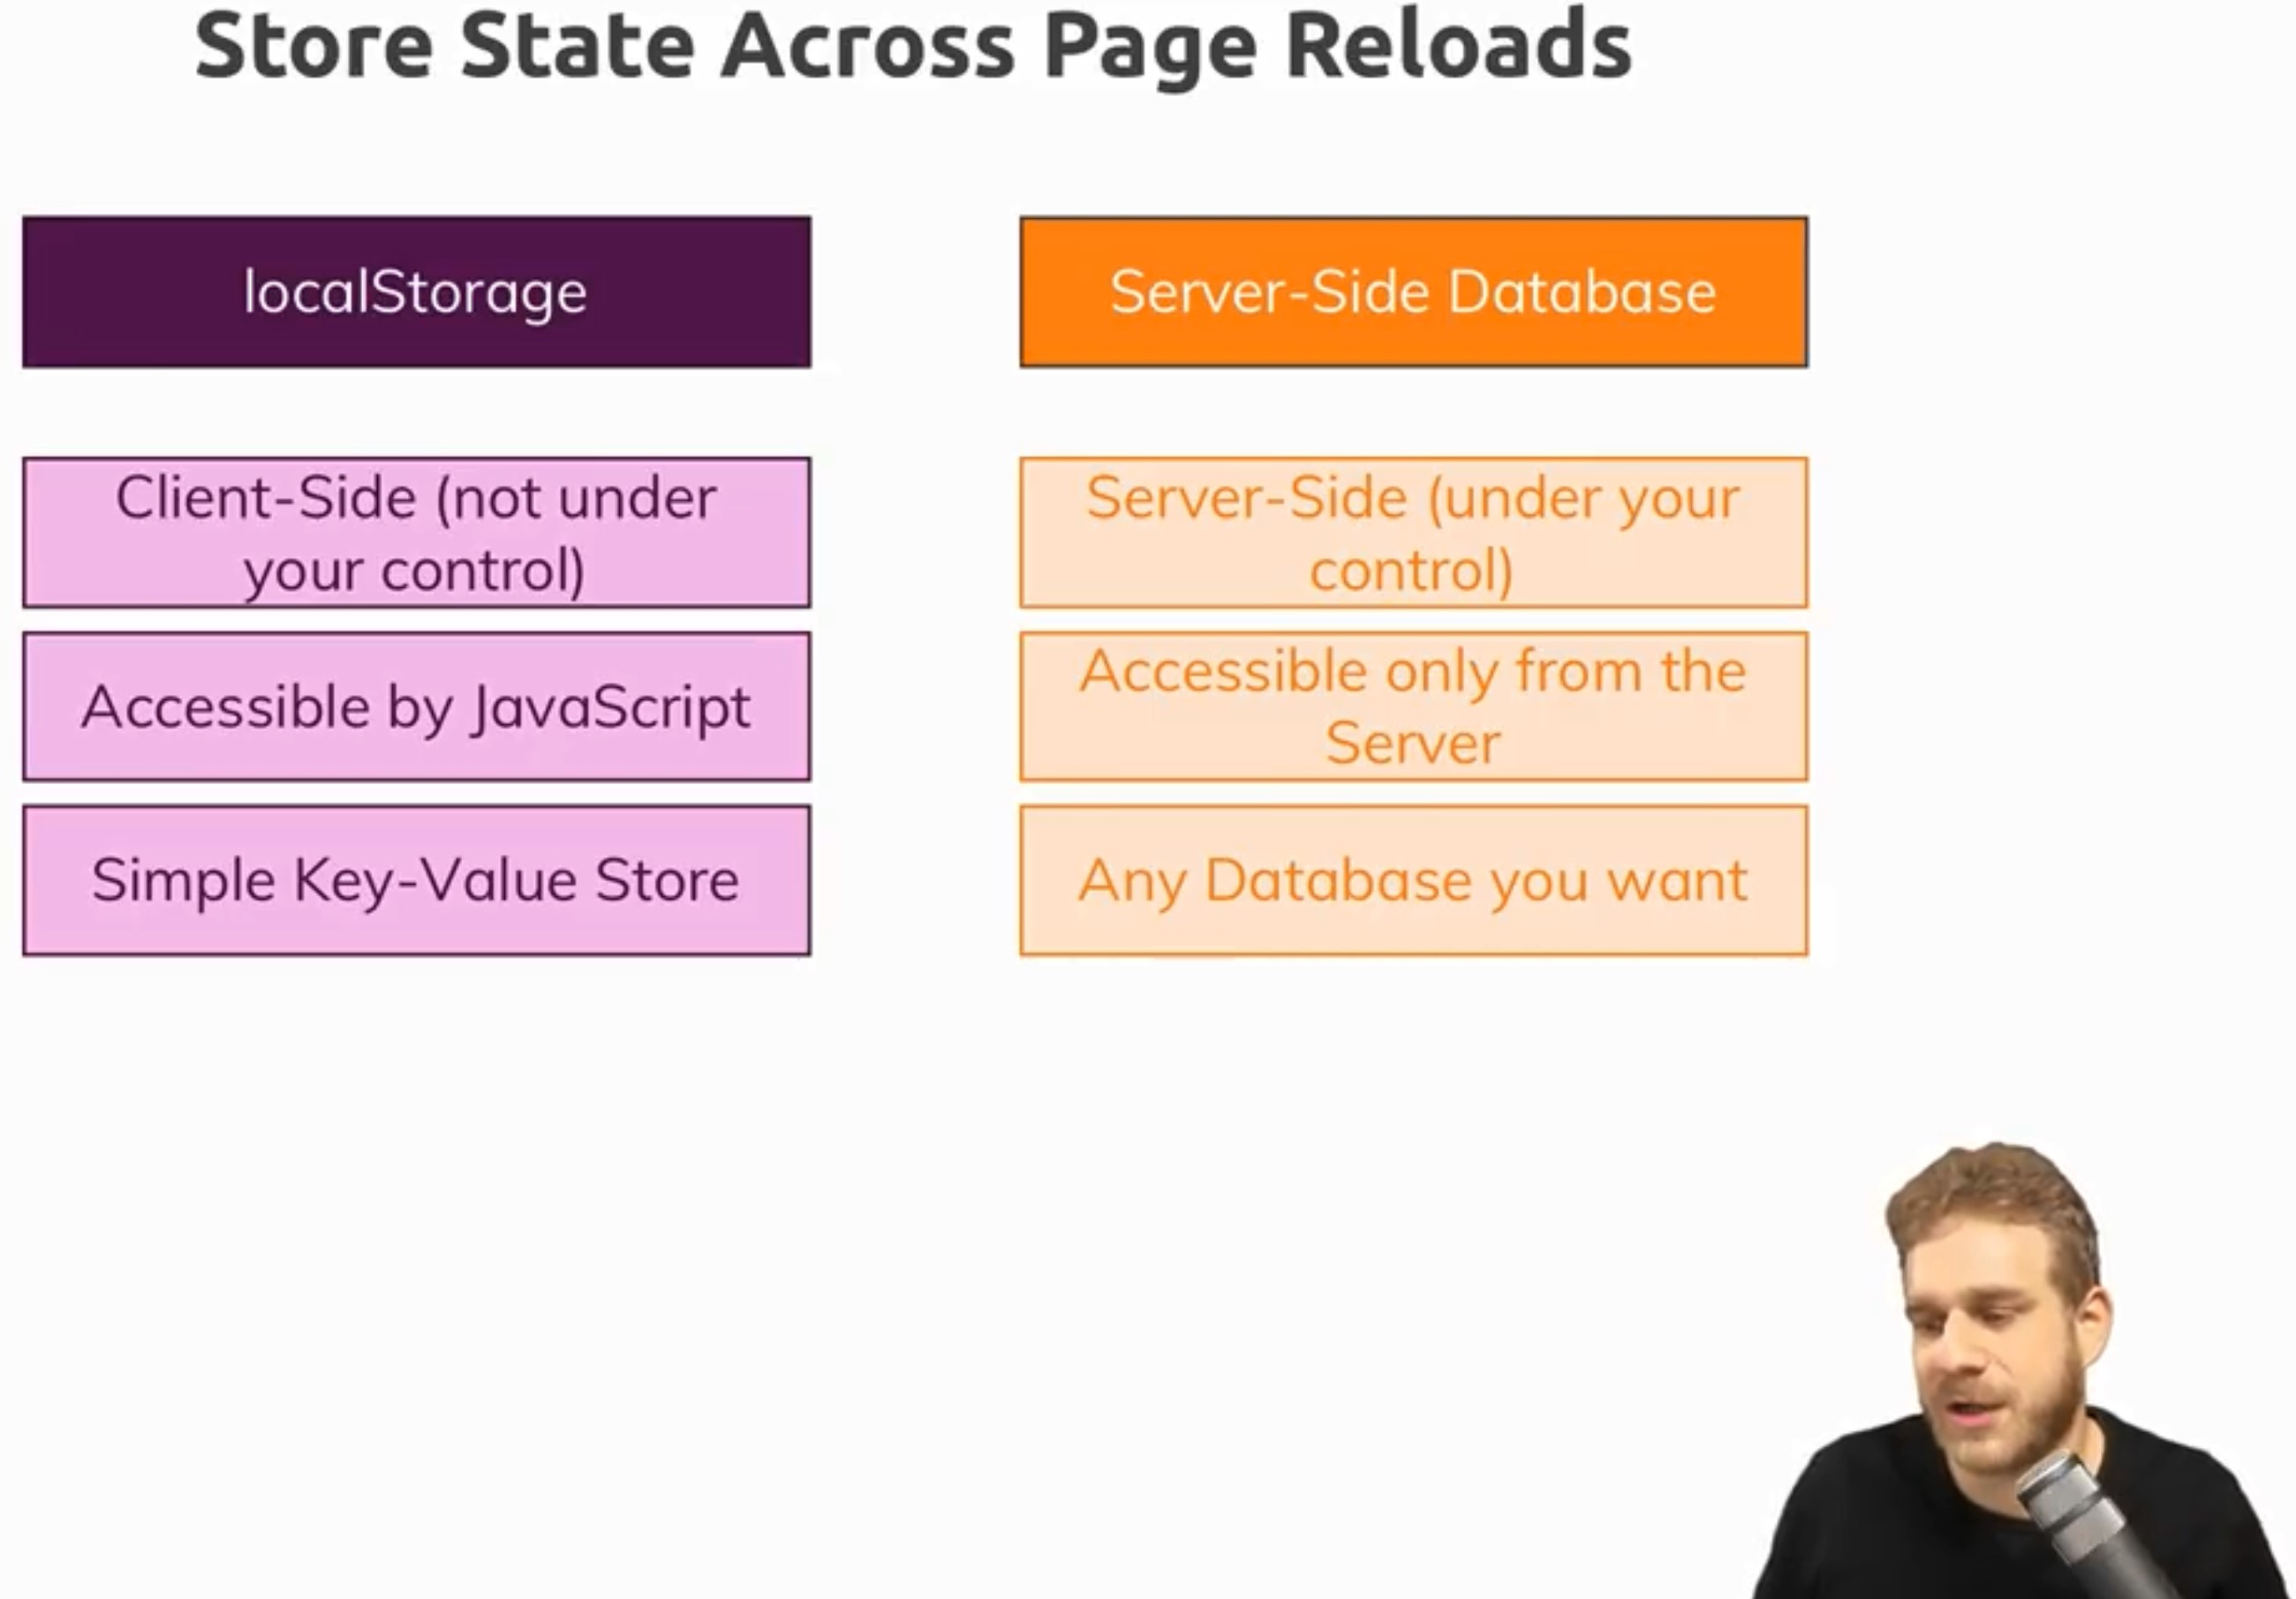 Store State Across Page Reloads
localStorage
Client-Side (not under
your control)
Accessible by JavaScript
Simple Key-Value Store
Server-Side Database
Server-Side (under your
control)
Accessible only from the
Server
Any Database you want